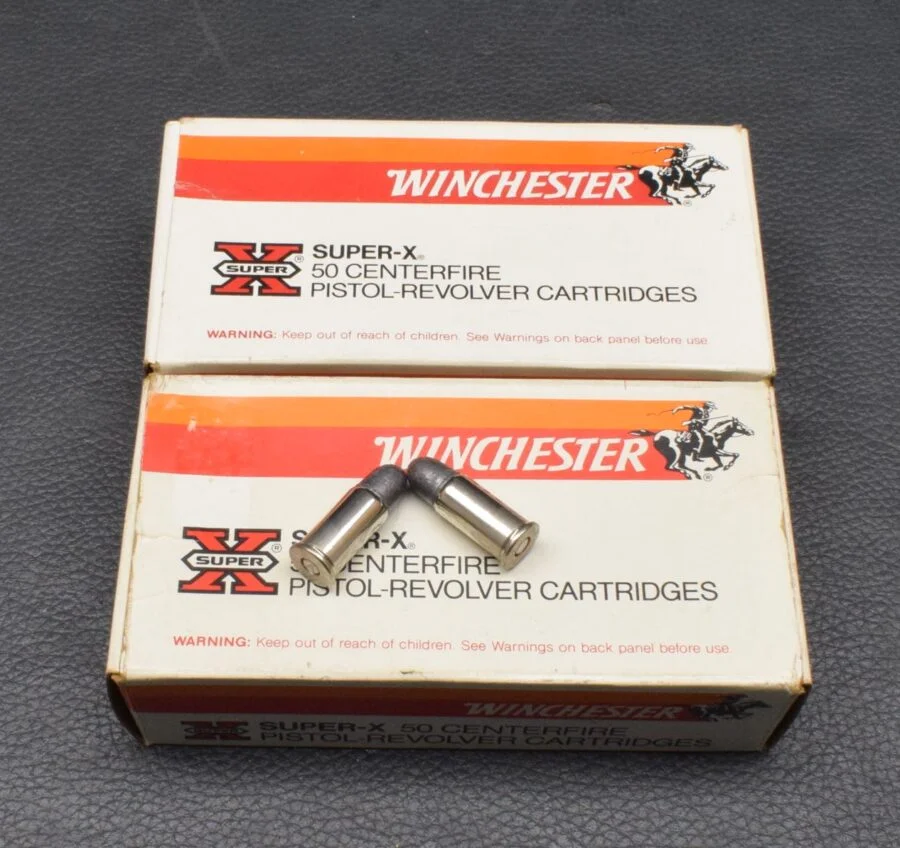 WINCHESTER
®
X
SUPER
®
SUPER-X®
50 CENTERFIRE
PISTOL-REVOLVER CARTRIDGES
WARNING: Keep out of reach of children. See Warnings on back panel before use.
WINCHESTER
®
X
SUPER
®
S R-X®
CENTERFIRE
PISTOL-REVOLVER CARTRIDGES
WARNING: Keep out of reach of children. See Warnings on back panel before use.
WINCHESTER
X
SUPER
SUPER-X 50 CENTERFIRE
PISTOL-REVOLVER CARTRIDGES